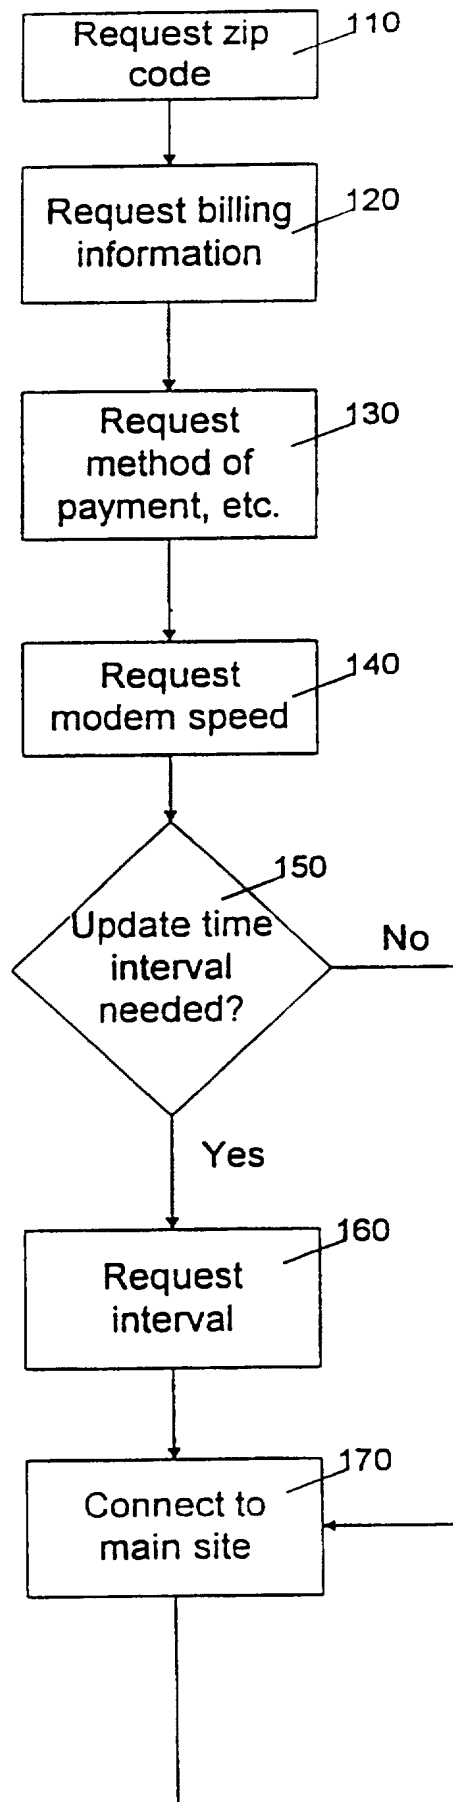 Request zip
code
110
Request billing
information
120
Request
method of
payment, etc.
130
Request
modem speed
140
150
Update time
interval
needed?
No
Yes
160
Request
interval
170
Connect to
main site